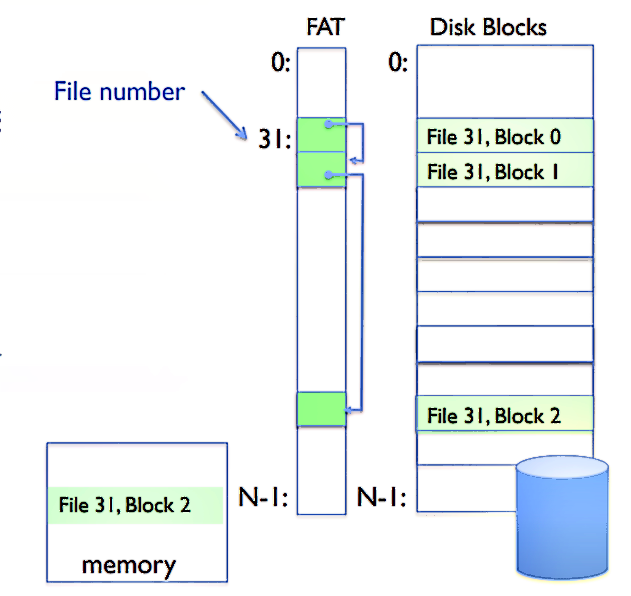 FAT
Disk Blocks
0:
0:
File number
31:
File 31, Block 0
File 31, Block 1
File 31, Block 2
File 31, Block 2
N-1:
N-1:
memory